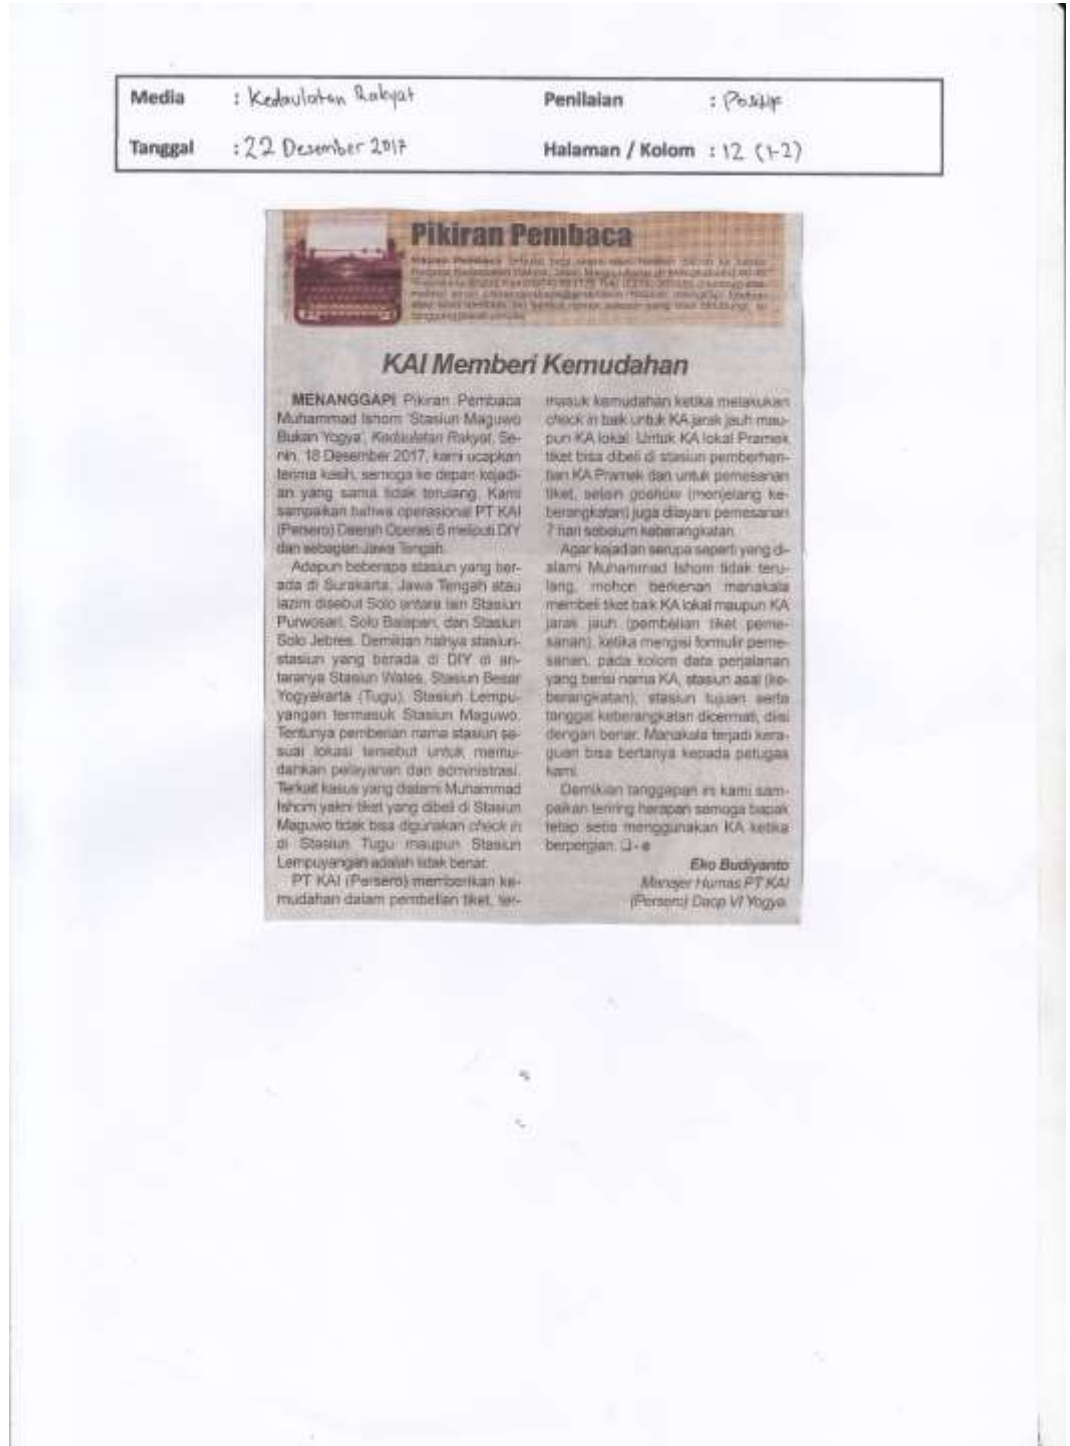 Media : Kedaulatan Rakyat
Penilaian : Positif
Tanggal : 22 Desember 2017
Halaman / Kolom : 12 (1-2)
Pikiran Pembaca
Pikiran Pembaca
KAI Memberi Kemudahan
MENANGGAPI Pikiran Pembaca
Muhammad Ishom 'Stasiun Maguwo
Bukan Yogya', Kedaulatan Rakyat, Se-
nin, 18 Desember 2017, kami ucapkan
terima kasih, semoga ke depan kejadi-
an yang sama tidak terulang. Kami
sampaikan bahwa operasional PT KAI
(Persero) Daerah Operasi 6 meliputi DIY
dan sebagian Jawa Tengah.
Adapun beberapa stasiun yang ber-
ada di Surakarta, Jawa Tengah atau
lazim disebut Solo antara lain Stasiun
Purwosari, Solo Balapan, dan Stasiun
Solo Jebres. Demikian halnya stasiun-
stasiun yang berada di DIY di an-
taranya Stasiun Wates, Stasiun Besar
Yogyakarta (Tugu), Stasiun Lempu-
yangan termasuk Stasiun Maguwo.
Tentunya pemberian nama stasiun se-
suai lokasi tersebut untuk memu-
dahkan pelayanan dan administrasi.
Terkait kasus yang dialami Muhammad
Ishom yakni tiket yang dibeli di Stasiun
Maguwo tidak bisa digunakan check in
di Stasiun Tugu maupun Stasiun
Lempuyangan adalah tidak benar.
PT KAI (Persero) memberikan ke-
mudahan dalam pembelian tiket, ter-
masuk kemudahan ketika melakukan
check in baik untuk KA jarak jauh mau-
pun KA lokal. Untuk KA lokal Pramek
tiket bisa dibeli di stasiun pemberhen-
tian KA Pramek dan untuk pemesanan
tiket, selain goshow (menjelang ke-
berangkatan) juga dilayani pemesanan
7 hari sebelum keberangkatan.
Agar kejadian serupa seperti yang di-
alami Muhammad Ishom tidak teru-
lang, mohon berkenan manakala
membeli tiket baik KA lokal maupun KA
jarak jauh (pembelian tiket peme-
sanan), ketika mengisi formulir peme-
sanan, pada kolom data perjalanan
yang berisi nama KA, stasiun asal (ke-
berangkatan), stasiun tujuan serta
tanggal keberangkatan dicermati, diisi
dengan benar. Manakala terjadi kera-
guan bisa bertanya kepada petugas
kami.
Demikian tanggapan ini kami sam-
paikan teriring harapan semoga bapak
tetap setia menggunakan KA ketika
berpergian. ❑ - e
Eko Budiyanto
Manajer Humas PT KAI
(Persero) Daop VI Yogya.